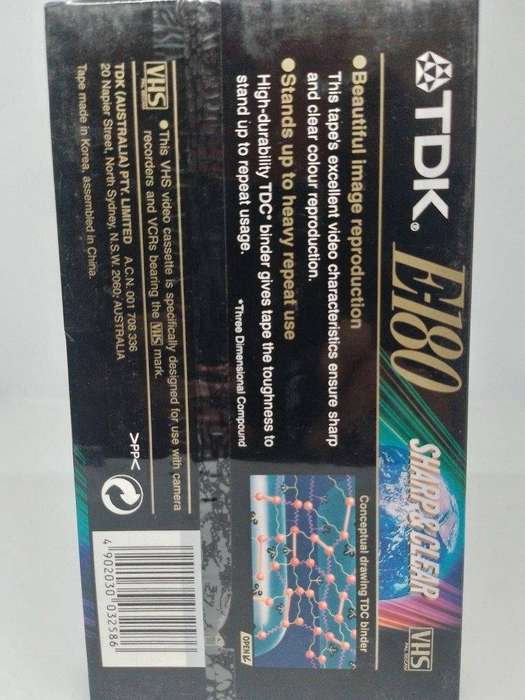 TDK®
E-180
SHARP & CLEAR
VHS
PAL SECAM
●Beautiful image reproduction
This tape's excellent video characteristics ensure sharp
and clear colour reproduction.
●Stands up to heavy repeat use
High-durability TDC* binder gives tape the toughness to
stand up to repeat usage.
*Three Dimensional Compound
Conceptual drawing TDC binder
OPEN
VHS
●This VHS video cassette is specifically designed for use with camera
recorders and VCRs bearing the VHS mark.
TDK (AUSTRALIA) PTY. LIMITED A.C.N. 001 708 336
20 Napier Street, North Sydney, N.S.W. 2060, AUSTRALIA
Tape made in Korea, assembled in China.
>PP<
4 902030 032586